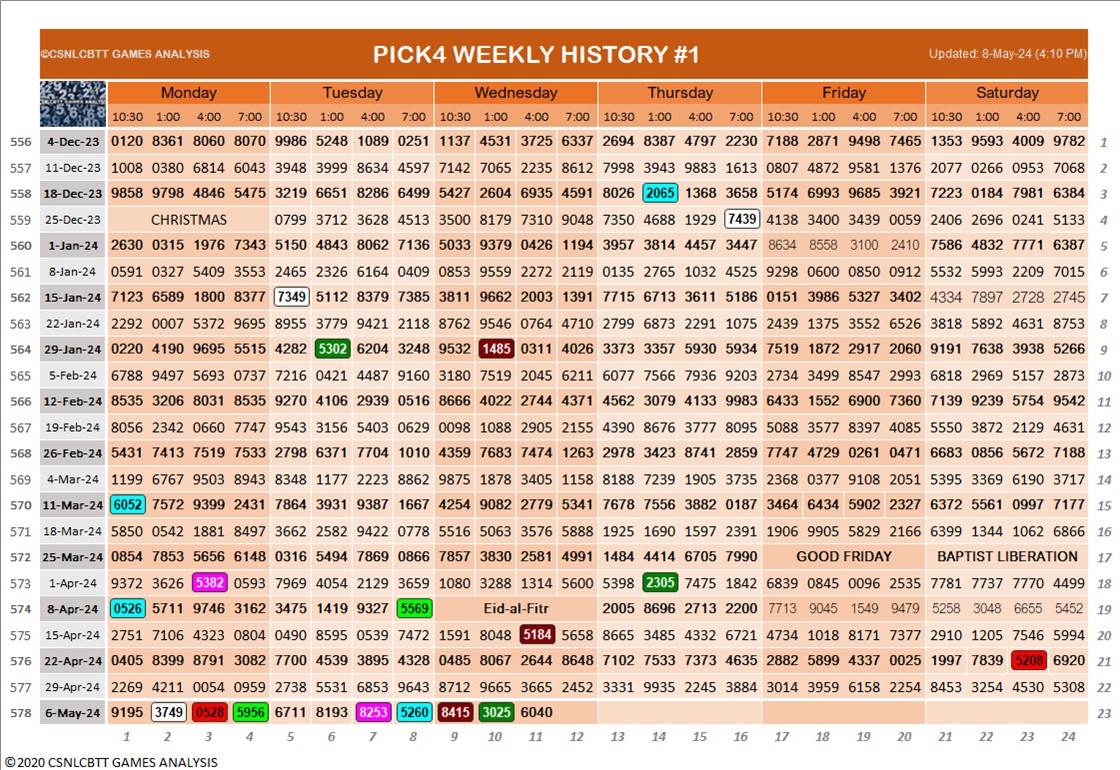 ©CSNLCBTT GAMES ANALYSIS PICK4 WEEKLY HISTORY #1 Updated: 8-May-24 (4:10 PM)
Monday Tuesday Wednesday Thursday Friday Saturday
10:30 1:00 4:00 7:00 10:30 1:00 4:00 8:00 10:30 1:00 4:00 7:00 10:30 1:00 4:00 7:00 10:30 1:00 4:00 7:00 10:30 1:00 4:00 7:00
556 4-Dec-23 0120 8361 8060 8070 9986 5248 1089 0251 1137 4531 3725 6337 2694 8387 4797 2230 7188 2871 9498 7465 1353 9593 4009 9782 1
557 11-Dec-23 1008 0380 6814 6043 3948 3999 8634 4597 7142 7065 2235 8612 7998 3943 9883 1613 0807 4872 9581 1376 2077 0266 0953 7068 2
558 18-Dec-23 9858 9798 4846 5475 3219 6651 8286 6499 5427 2604 6935 4591 8026 2065 1368 3658 5174 6993 9685 3921 7223 0184 7981 6384 3
559 25-Dec-23 CHRISTMAS 0799 3712 3628 4513 3500 8179 7310 9048 7350 4688 1929 7439 4138 3400 3439 0059 2406 2696 0241 5133 4
560 1-Jan-24 2630 0315 1976 7343 5150 4843 8062 7136 5033 9379 0426 1194 3957 3814 4457 3447 8634 8558 3100 2410 7586 4832 7771 6387 5
561 8-Jan-24 0591 0327 5409 3553 2465 2326 6164 0409 0853 9559 2272 2119 0135 2765 1032 4525 9298 0600 0850 0912 5532 5993 2209 7015 6
562 15-Jan-24 7123 6589 1800 8377 7349 5112 8379 7385 3811 9662 2003 1391 7715 6713 3611 5186 0151 3986 5327 3402 4334 7897 2728 2745 7
563 22-Jan-24 2292 0007 5372 9695 8955 3779 9421 2118 8762 9546 0764 4710 2799 6873 2291 1075 2439 1375 3552 6526 3818 5892 4631 8753 8
564 29-Jan-24 0220 4190 9695 5515 4282 5302 6204 3248 9532 1485 0311 4026 3373 3357 5930 5934 7519 1872 2917 2060 9191 7638 3938 5266 9
565 5-Feb-24 6788 9497 5693 0737 7216 0421 4487 9160 3180 7519 2045 6211 6077 7566 7936 9203 2734 3499 8547 2993 6818 2969 5157 2873 10
566 12-Feb-24 8535 3206 8031 8535 9270 4106 2939 0516 8666 4022 2744 4371 4562 3079 4133 9983 6433 1552 6900 7360 7139 9239 5754 9542 11
567 19-Feb-24 8056 2342 0660 7747 9543 3156 5403 0629 0098 1088 2905 2155 4390 8676 3777 8095 5088 3577 8397 4085 5550 3872 2129 4631 12
568 26-Feb-24 5431 7413 7519 7533 2798 6371 7704 1010 4359 7683 7474 1263 2978 3423 8741 2859 7747 4729 0261 0471 6683 0856 5672 7188 13
569 4-Mar-24 1199 6767 9503 8943 8348 1177 2223 8862 9875 1878 3405 1158 8188 7239 1905 3735 2368 0377 9108 2051 5395 3369 6190 3717 14
570 11-Mar-24 6052 7572 9399 2431 7864 3931 9387 1667 4254 9082 2779 5341 7678 7556 3882 0187 3464 6434 5902 2327 6372 5561 0997 7177 15
571 18-Mar-24 5850 0542 1881 8497 3662 2582 9422 0778 5516 5063 3576 5888 1925 1690 1597 2391 1906 9905 5829 2166 6399 1344 1062 6866 16
572 25-Mar-24 0854 7853 5656 6148 0316 5494 7869 0866 7857 3830 2581 4991 1484 4414 6705 7990 GOOD FRIDAY BAPTIST LIBERATION 17
573 1-Apr-24 9372 3626 5382 0593 7969 4054 2129 3659 1080 3288 1314 5600 5398 2305 7475 1842 6839 0845 0096 5235 7781 7737 7770 4499 18
574 8-Apr-24 0526 5711 9746 3162 3475 1419 9327 5569 Eid-al-Fitr 2005 8696 2713 2200 7713 9045 1549 9479 5258 3048 6655 5452 19
575 15-Apr-24 2751 7106 4323 0804 0490 8595 0539 7472 1591 8048 5184 5658 8665 3485 4332 6721 4734 1018 8171 7377 2910 1205 7546 5994 20
576 22-Apr-24 0405 8399 8791 3082 7700 4539 3895 4328 0485 8067 2644 8648 7102 7533 7373 4635 2882 5899 4337 0025 1997 7839 5208 6920 21
577 29-Apr-24 2269 4211 0054 0959 2738 5531 6853 9643 8712 9665 3665 2452 3331 9935 2245 3884 3014 3959 6158 2254 8453 3254 4530 5308 22
578 6-May-24 9195 3749 0528 5956 6711 8193 8253 5260 8415 3025 6040 23
1 2 3 4 5 6 7 8 9 10 11 12 13 14 15 16 17 18 19 20 21 22 23 24
©2020 CSNLCBTT GAMES ANALYSIS